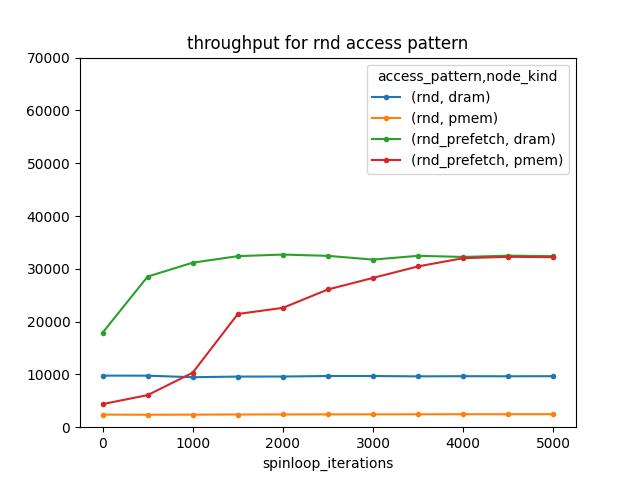 throughput for rnd access pattern
70000
60000
50000
40000
30000
20000
10000
0
access_pattern,node_kind
(rnd, dram)
(rnd, pmem)
(rnd_prefetch, dram)
(rnd_prefetch, pmem)
0 1000 2000 3000 4000 5000
spinloop_iterations